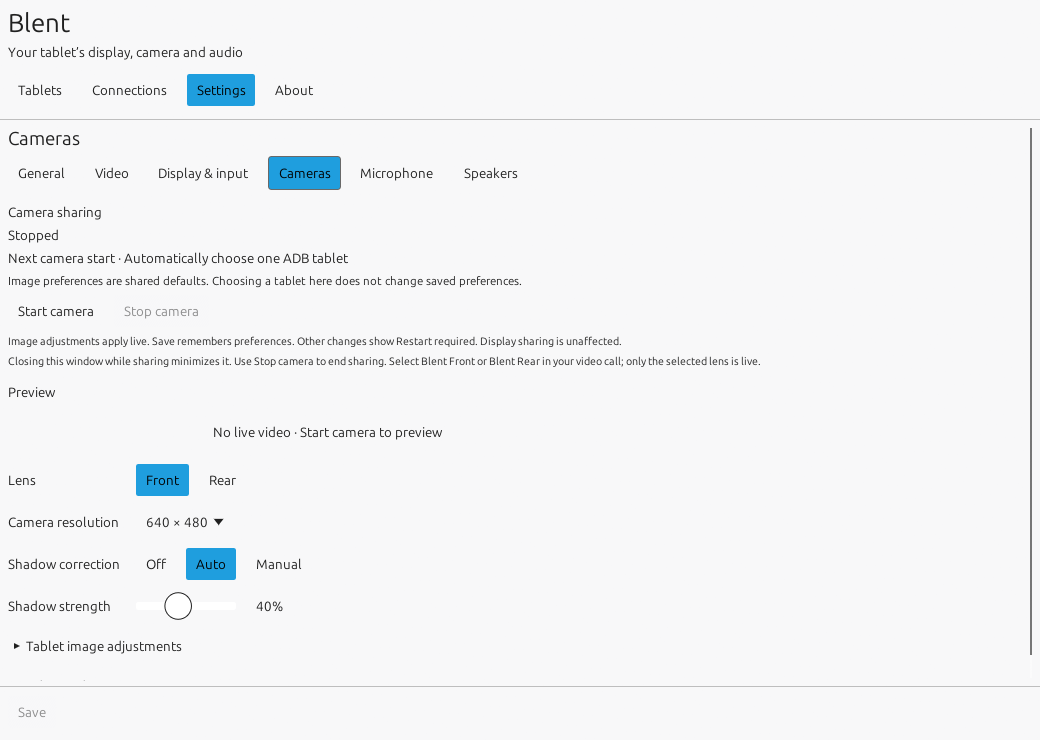 Blent
Your tablet's display, camera and audio
Tablets Connections Settings About
Cameras
General Video Display & input Cameras Microphone Speakers
Camera sharing
Stopped
Next camera start · Automatically choose one ADB tablet
Image preferences are shared defaults. Choosing a tablet here does not change saved preferences.
Start camera Stop camera
Image adjustments apply live. Save remembers preferences. Other changes show Restart required. Display sharing is unaffected.
Closing this window while sharing minimizes it. Use Stop camera to end sharing. Select Blent Front or Blent Rear in your video call; only the selected lens is live.
Preview
No live video · Start camera to preview
Lens Front Rear
Camera resolution 640 × 480
Shadow correction Off Auto Manual
Shadow strength 40%
Tablet image adjustments
Save